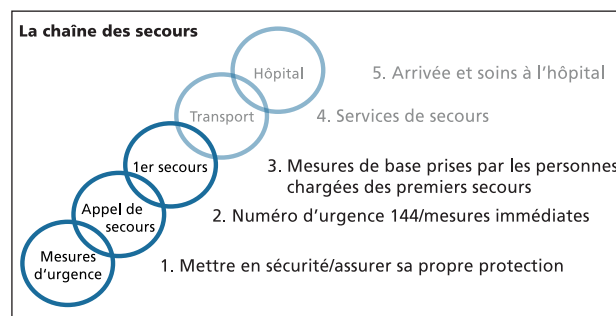 La chaîne des secours
Hôpital
5. Arrivée et soins à l'hôpital
Transport
4. Services de secours
1er secours
3. Mesures de base prises par les personnes
chargées des premiers secours
Appel de
secours
2. Numéro d'urgence 144/mesures immédiates
Mesures
d'urgence
1. Mettre en sécurité/assurer sa propre protection